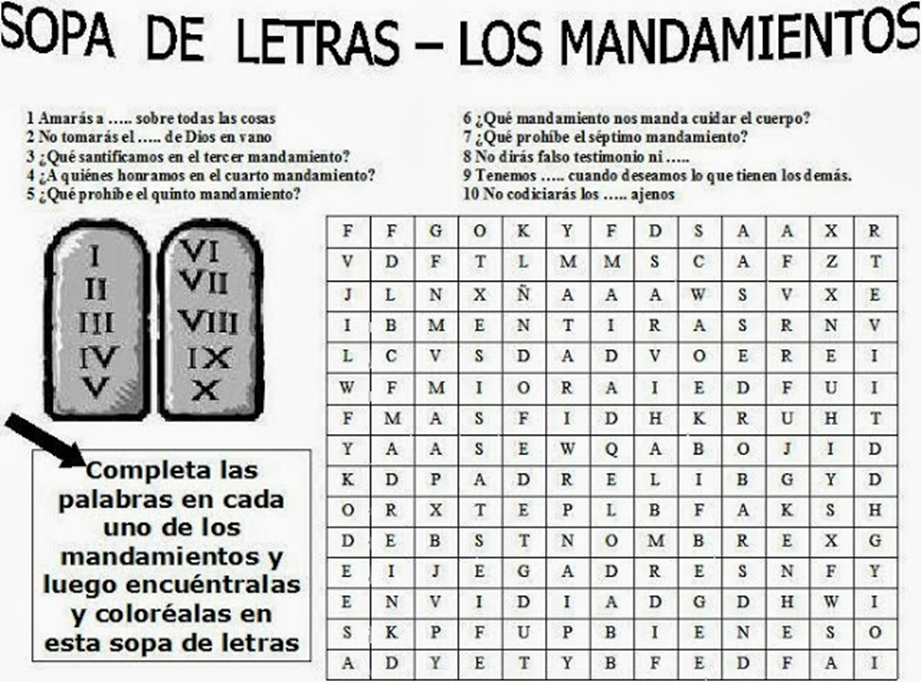 SOPA DE LETRAS – LOS MANDAMIENTOS
1 Amarás a ..... sobre todas las cosas
2 No tomarás el ..... de Dios en vano
3 ¿Qué santificamos en el tercer mandamiento?
4 ¿A quiénes honramos en el cuarto mandamiento?
5 ¿Qué prohíbe el quinto mandamiento?
6 ¿Qué mandamiento nos manda cuidar el cuerpo?
7 ¿Qué prohíbe el séptimo mandamiento?
8 No dirás falso testimonio ni .....
9 Tenemos ..... cuando deseamos lo que tienen los demás.
10 No codiciarás los ..... ajenos
I
II
III
IV
V
VI
VII
VIII
IX
X
Completa las
palabras en cada
uno de los
mandamientos y
luego encuéntralas
y coloréalas en
esta sopa de letras
F F G O K Y F D S A A X R
V D F T L M M S C A F Z T
J L N X Ñ A A A W S V X E
I B M E N T I R A S R N V
L C V S D A D V O E R E I
W F M I O R A I E D F U I
F M A S F I D H K R U H T
Y A A S E W Q A B O J I D
K D P A D R E L I B G Y D
O R X T E P L B F A K S H
D E B S T N O M B R E X G
E I J E G A D R E S N F Y
E N V I D I A D G D H W I
S K P F U P B I E N E S O
A D Y E T Y B F E D F A I